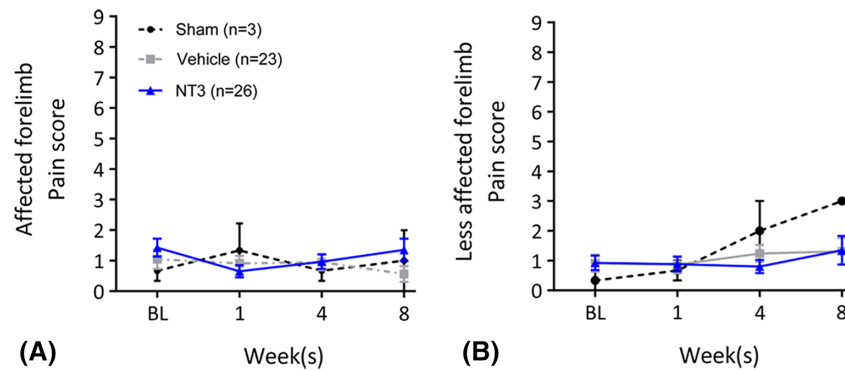 Affected forelimb
Pain score
9
8
7
6
5
4
3
2
1
0
Sham (n=3)
Vehicle (n=23)
NT3 (n=26)
BL
1
4
8
Week(s)
(A)
Less affected forelimb
Pain score
9
8
7
6
5
4
3
2
1
0
BL
1
4
8
Week(s)
(B)